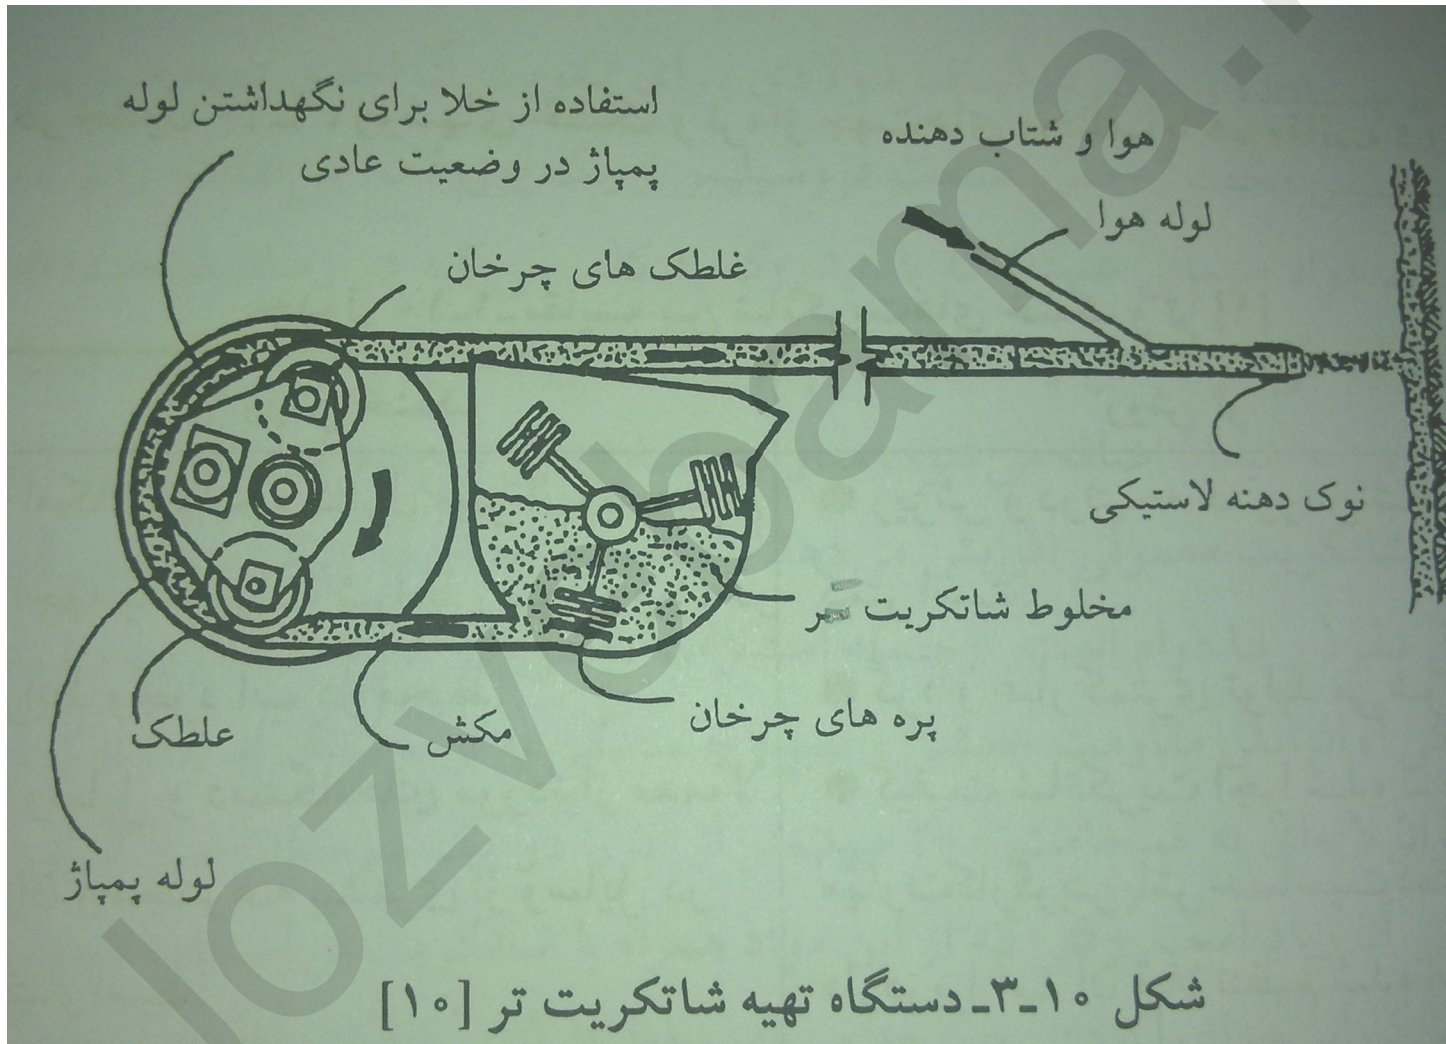 استفاده از خلا برای نگهداشتن لوله
پمپاژ در وضعیت عادی
هوا و شتاب دهنده
لوله هوا
غلطک های چرخان
نوک دهنه لاستیکی
مخلوط شاتکریت تر
پره های چرخان
مکش
علطک
لوله پمپاژ
شکل ۱۰-۳- دستگاه تهیه شاتکریت تر [۱۰]
jozvebama.